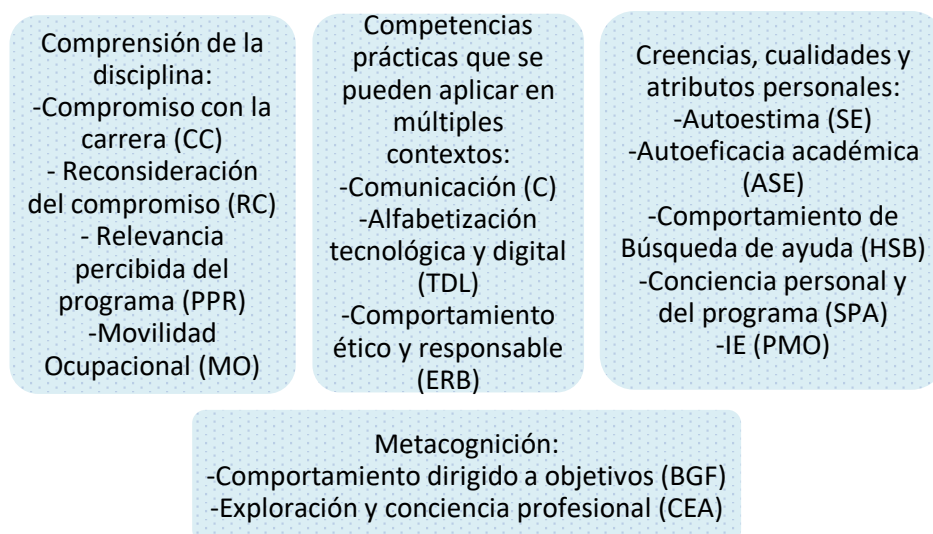 Comprensión de la
disciplina:
-Compromiso con la
carrera (CC)
- Reconsideración
del compromiso (RC)
- Relevancia
percibida del
programa (PPR)
-Movilidad
Ocupacional (MO)
Competencias
prácticas que se
pueden aplicar en
múltiples
contextos:
-Comunicación (C)
-Alfabetización
tecnológica y digital
(TDL)
-Comportamiento
ético y responsable
(ERB)
Creencias, cualidades y
atributos personales:
-Autoestima (SE)
-Autoeficacia académica
(ASE)
-Comportamiento de
Búsqueda de ayuda (HSB)
-Conciencia personal y
del programa (SPA)
-IE (PMO)
Metacognición:
-Comportamiento dirigido a objetivos (BGF)
-Exploración y conciencia profesional (CEA)